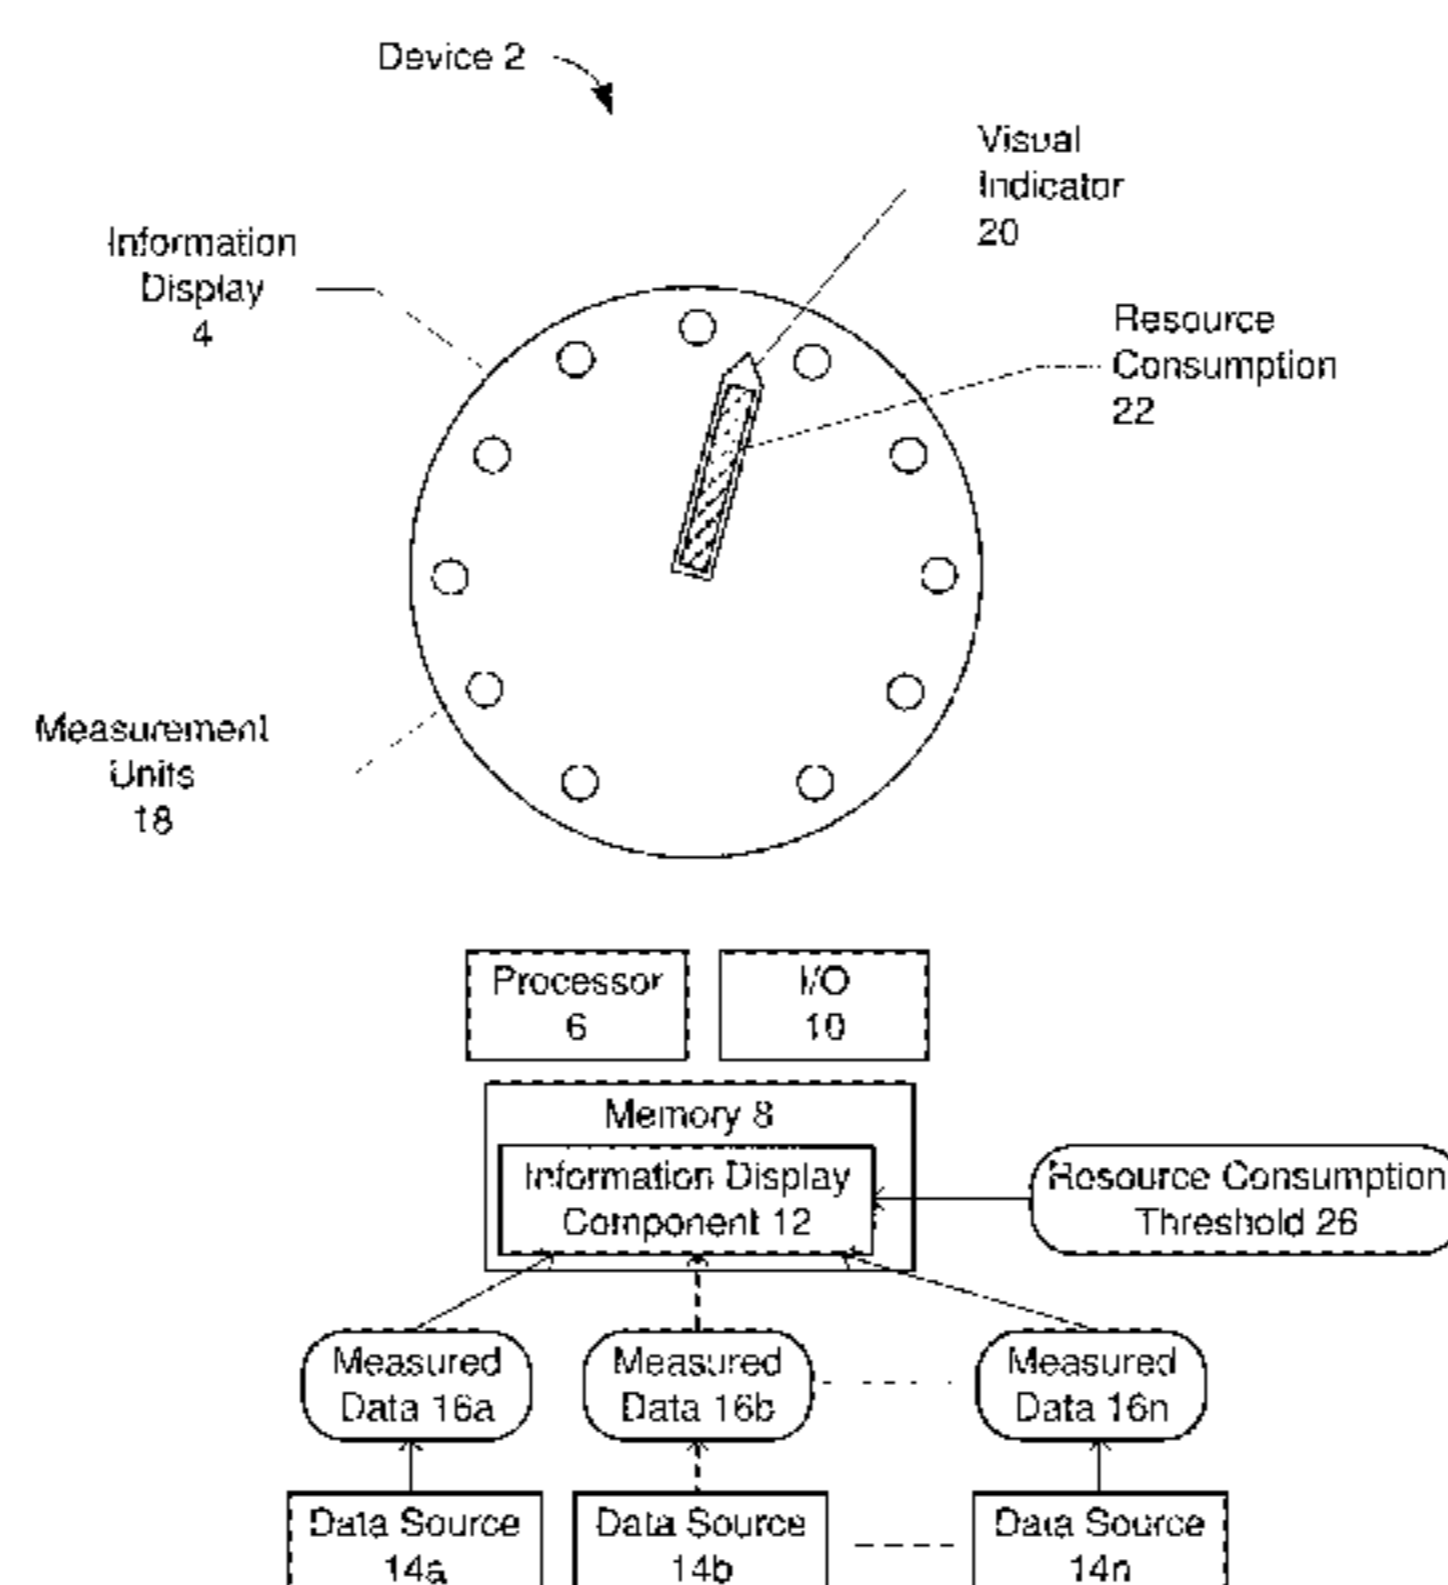 Device 2
Visual
Indicator
20
Information
Display
4
Resource
Consumption
22
Measurement
Units
18
Processor
6
I/O
10
Memory 8
Information Display
Component 12
Resource Consumption
Threshold 26
Measured
Data 16a
Measured
Data 16b
Measured
Data 16n
Data Source
14a
Data Source
14b
Data Source
14n